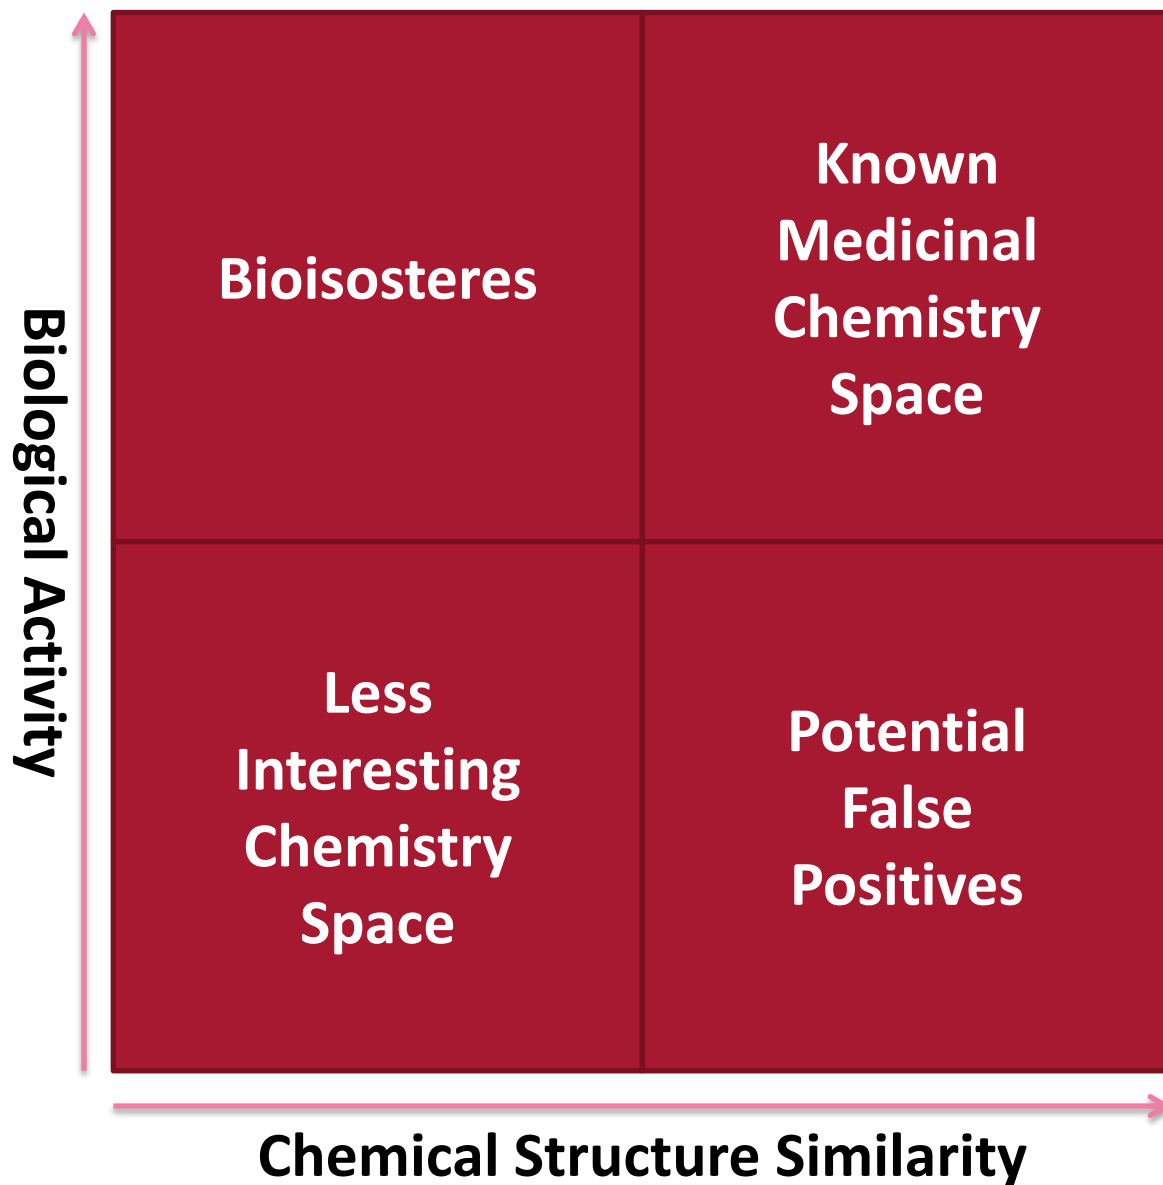 Biological Activity
Bioisosteres
Known
Medicinal
Chemistry
Space
Less
Interesting
Chemistry
Space
Potential
False
Positives
Chemical Structure Similarity